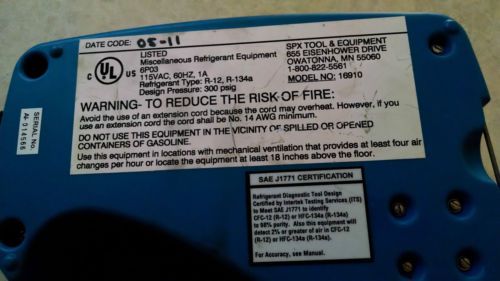 DATE CODE: 05-11
LISTED
Miscellaneous Refrigerant Equipment
6P03
115VAC, 60HZ, 1A
Refrigerant Type: R-12, R-134a
Design Pressure: 300 psig
C UL US
SPX TOOL & EQUIPMENT
655 EISENHOWER DRIVE
OWATONNA, MN 55060
1-800-822-5561
MODEL NO: 16910
WARNING- TO REDUCE THE RISK OF FIRE:
Avoid the use of an extension cord because the cord may overheat. However, if you
use an extension cord the cord shall be No. 14 AWG minimum.
DO NOT USE THIS EQUIPMENT IN THE VICINITY OF SPILLED OR OPENED
CONTAINERS OF GASOLINE.
Use this equipment in locations with mechanical ventilation that provides at least four air
changes per hour or locate the equipment at least 18 inches above the floor.
SERIAL No.
014568
SAE J1771 CERTIFICATION
Refrigerant Diagnostic Tool Design
Certified by Intertek Testing Services (ITS)
to Meet SAE J1771 to identify
CFC-12 (R-12) or HFC-134a (R-134a)
to 98% purity. Also this equipment will
detect 2% or greater of air in CFC-12
(R-12) or HFC-134a (R-134a).
For Accuracy, see Manual.